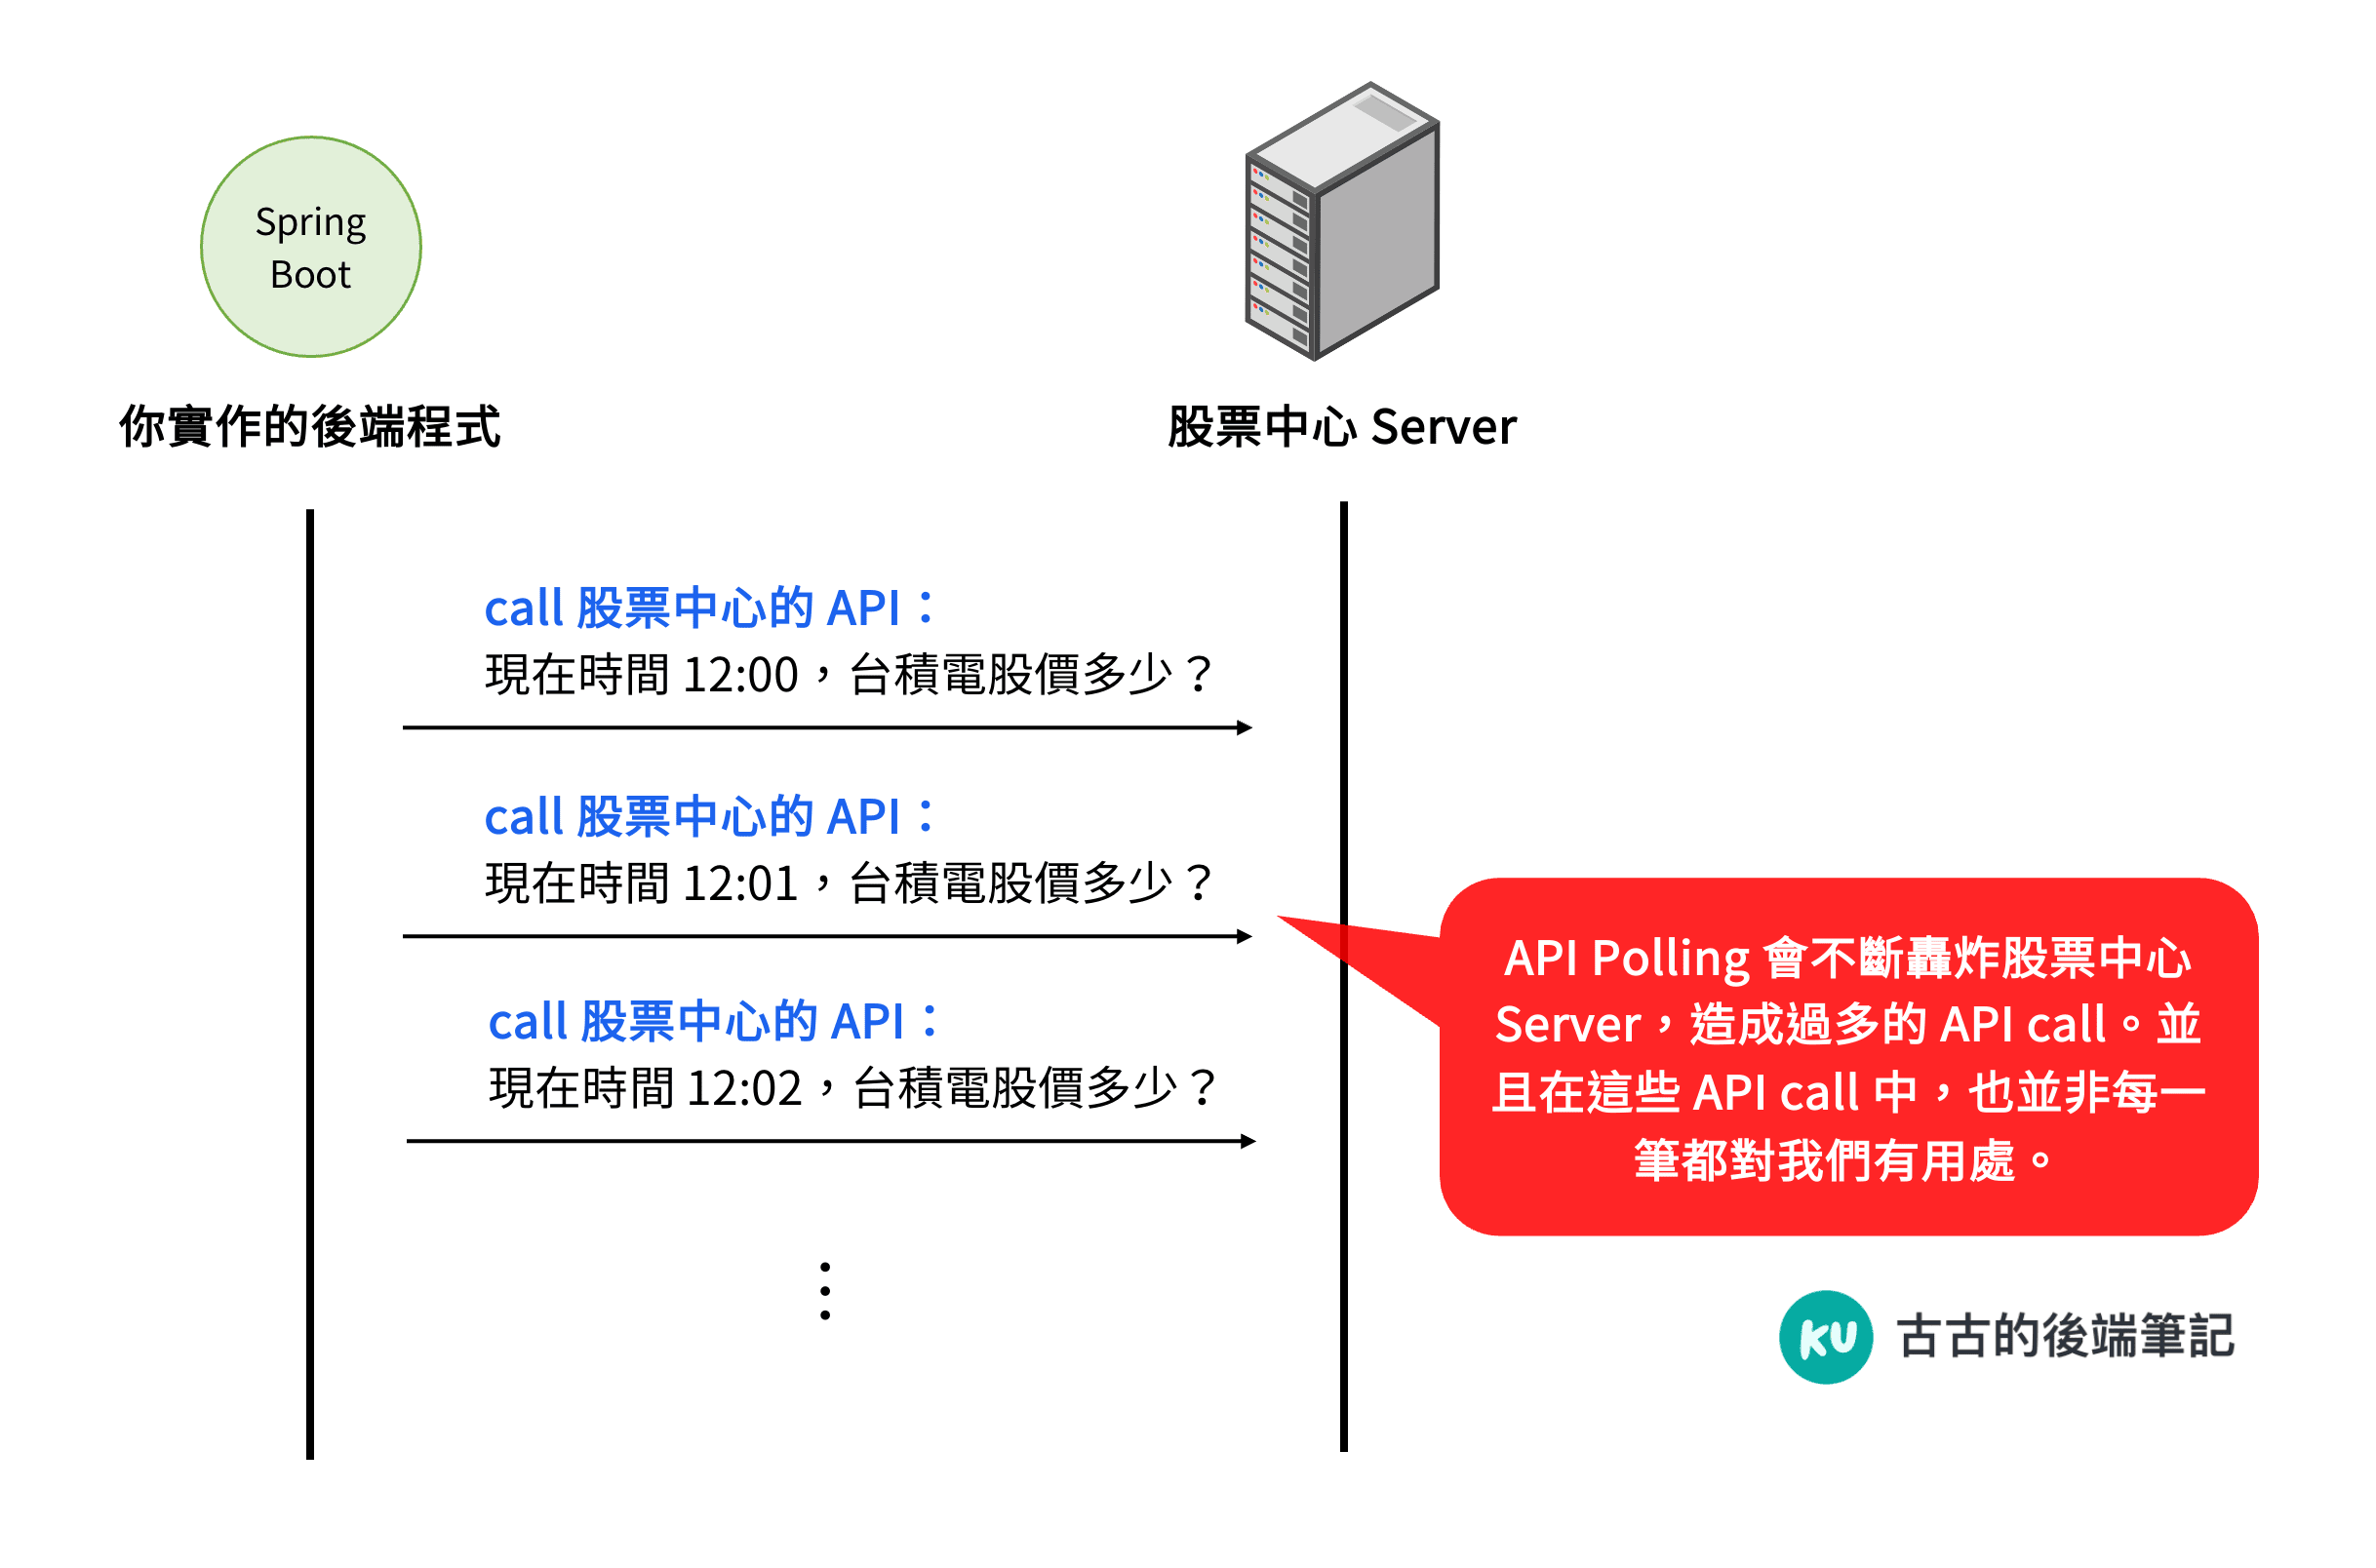 Spring
Boot
你實作的後端程式
股票中心 Server
call 股票中心的 API：
現在時間 12:00，台積電股價多少？
call 股票中心的 API：
現在時間 12:01，台積電股價多少？
call 股票中心的 API：
現在時間 12:02，台積電股價多少？
API Polling 會不斷轟炸股票中心
Server，造成過多的 API call。並
且在這些 API call 中，也並非每一
筆都對我們有用處。
KU 古古的後端筆記